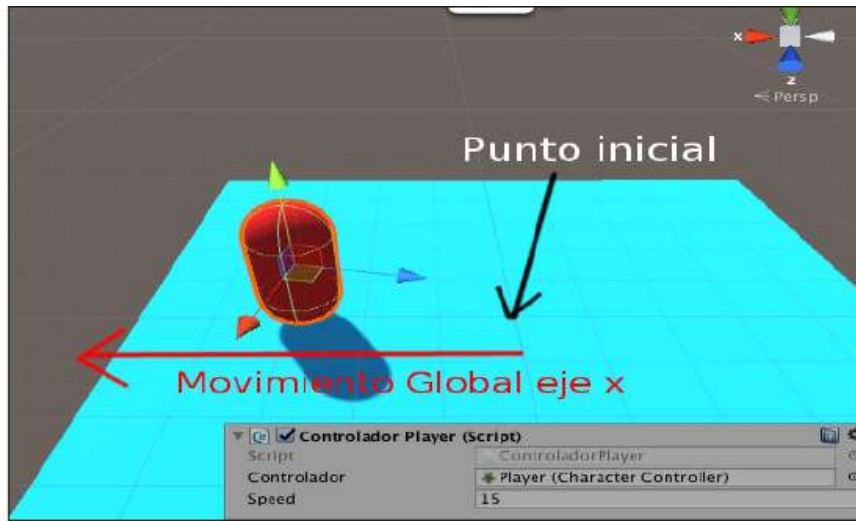 x
z
Persp
Punto inicial
Movimiento Global eje x
Controlador Player (Script)
Script ControladorPlayer
Controlador Player (Character Controller)
Speed 15